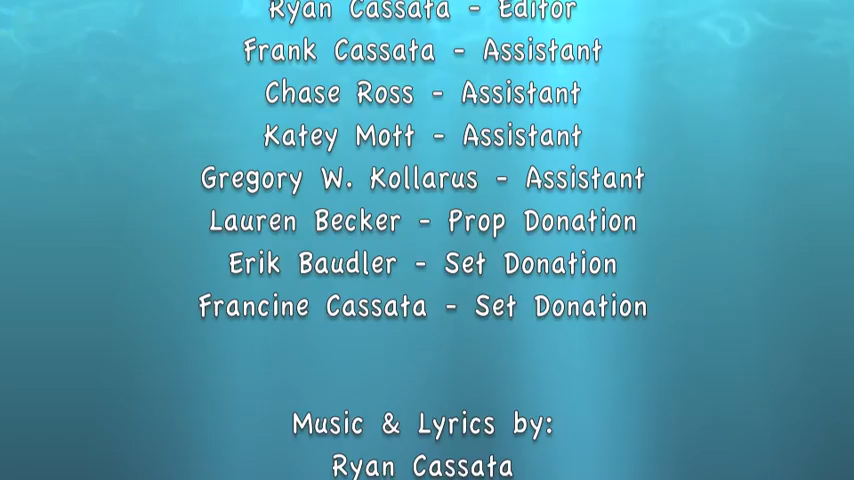 Ryan Cassata - Editor
Frank Cassata - Assistant
Chase Ross - Assistant
Katey Mott - Assistant
Gregory W. Kollarus - Assistant
Lauren Becker - Prop Donation
Erik Baudler - Set Donation
Francine Cassata - Set Donation
Music & Lyrics by:
Ryan Cassata